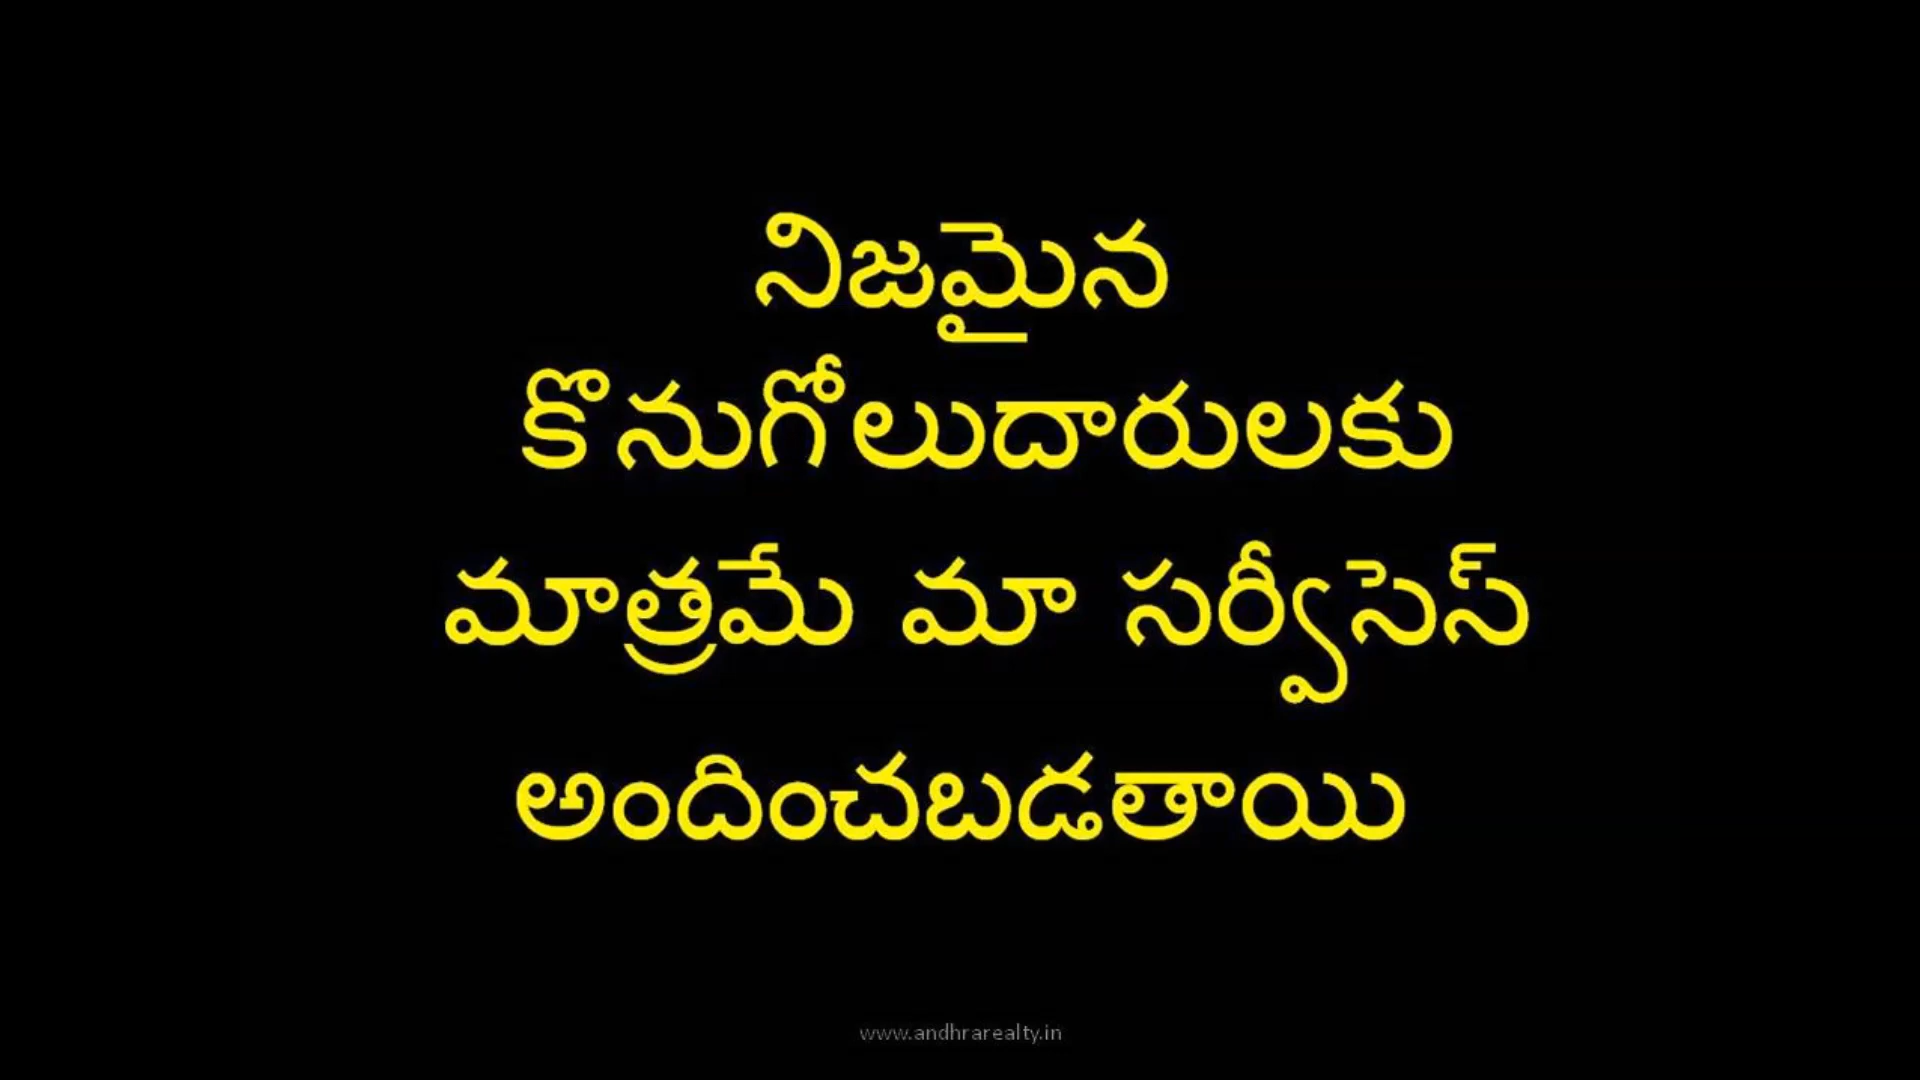 నిజమైన
కొనుగోలుదారులకు
మాత్రమే మా సర్వీసెస్
అందించబడతాయి
www.andhrarealty.in